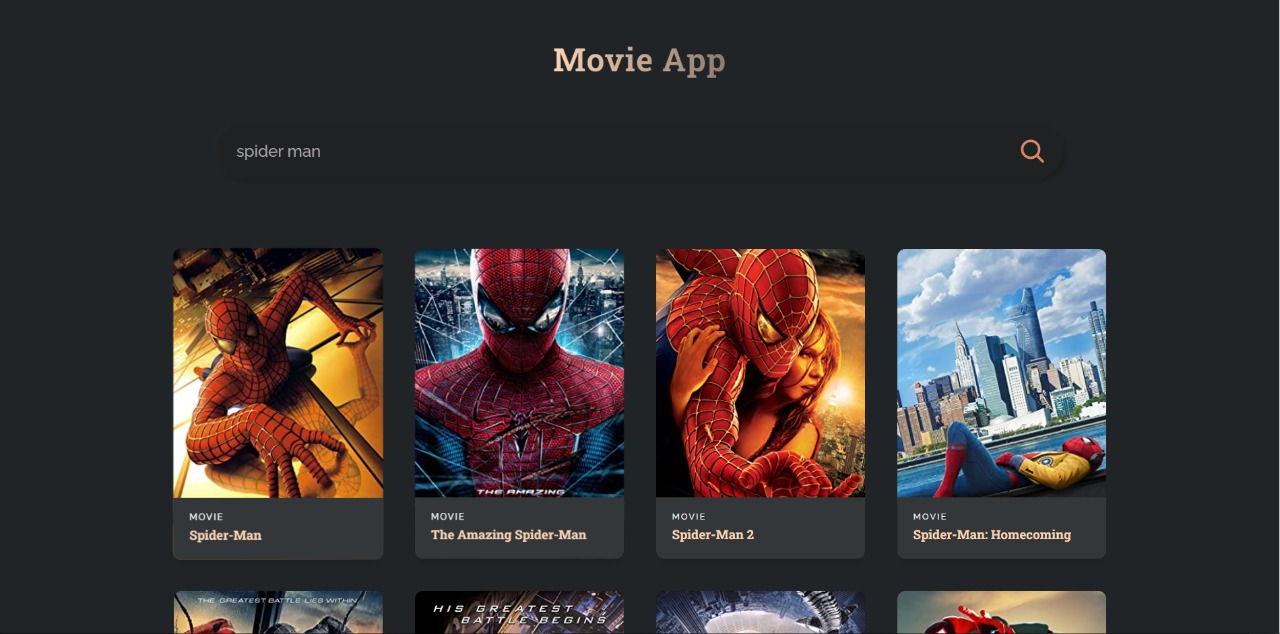 Movie App
spider man
THE AMAZING
MOVIE
Spider-Man
MOVIE
The Amazing Spider-Man
MOVIE
Spider-Man 2
MOVIE
Spider-Man: Homecoming
THE GREATEST BATTLE LIES WITHIN
HIS GREATEST
BATTLE BEGINS